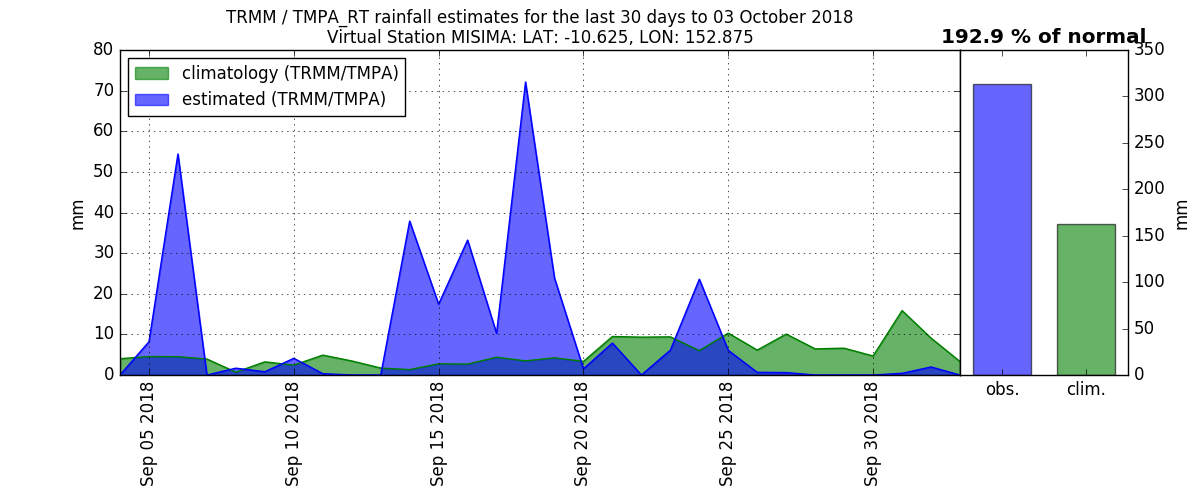 TRMM / TMPA_RT rainfall estimates for the last 30 days to 03 October 2018
Virtual Station MISIMA: LAT: -10.625, LON: 152.875
192.9 % of normal
climatology (TRMM/TMPA)
estimated (TRMM/TMPA)
80
70
60
50
40
30
20
10
0
mm
Sep 05 2018
Sep 10 2018
Sep 15 2018
Sep 20 2018
Sep 25 2018
Sep 30 2018
350
300
250
200
150
100
50
0
mm
obs.
clim.